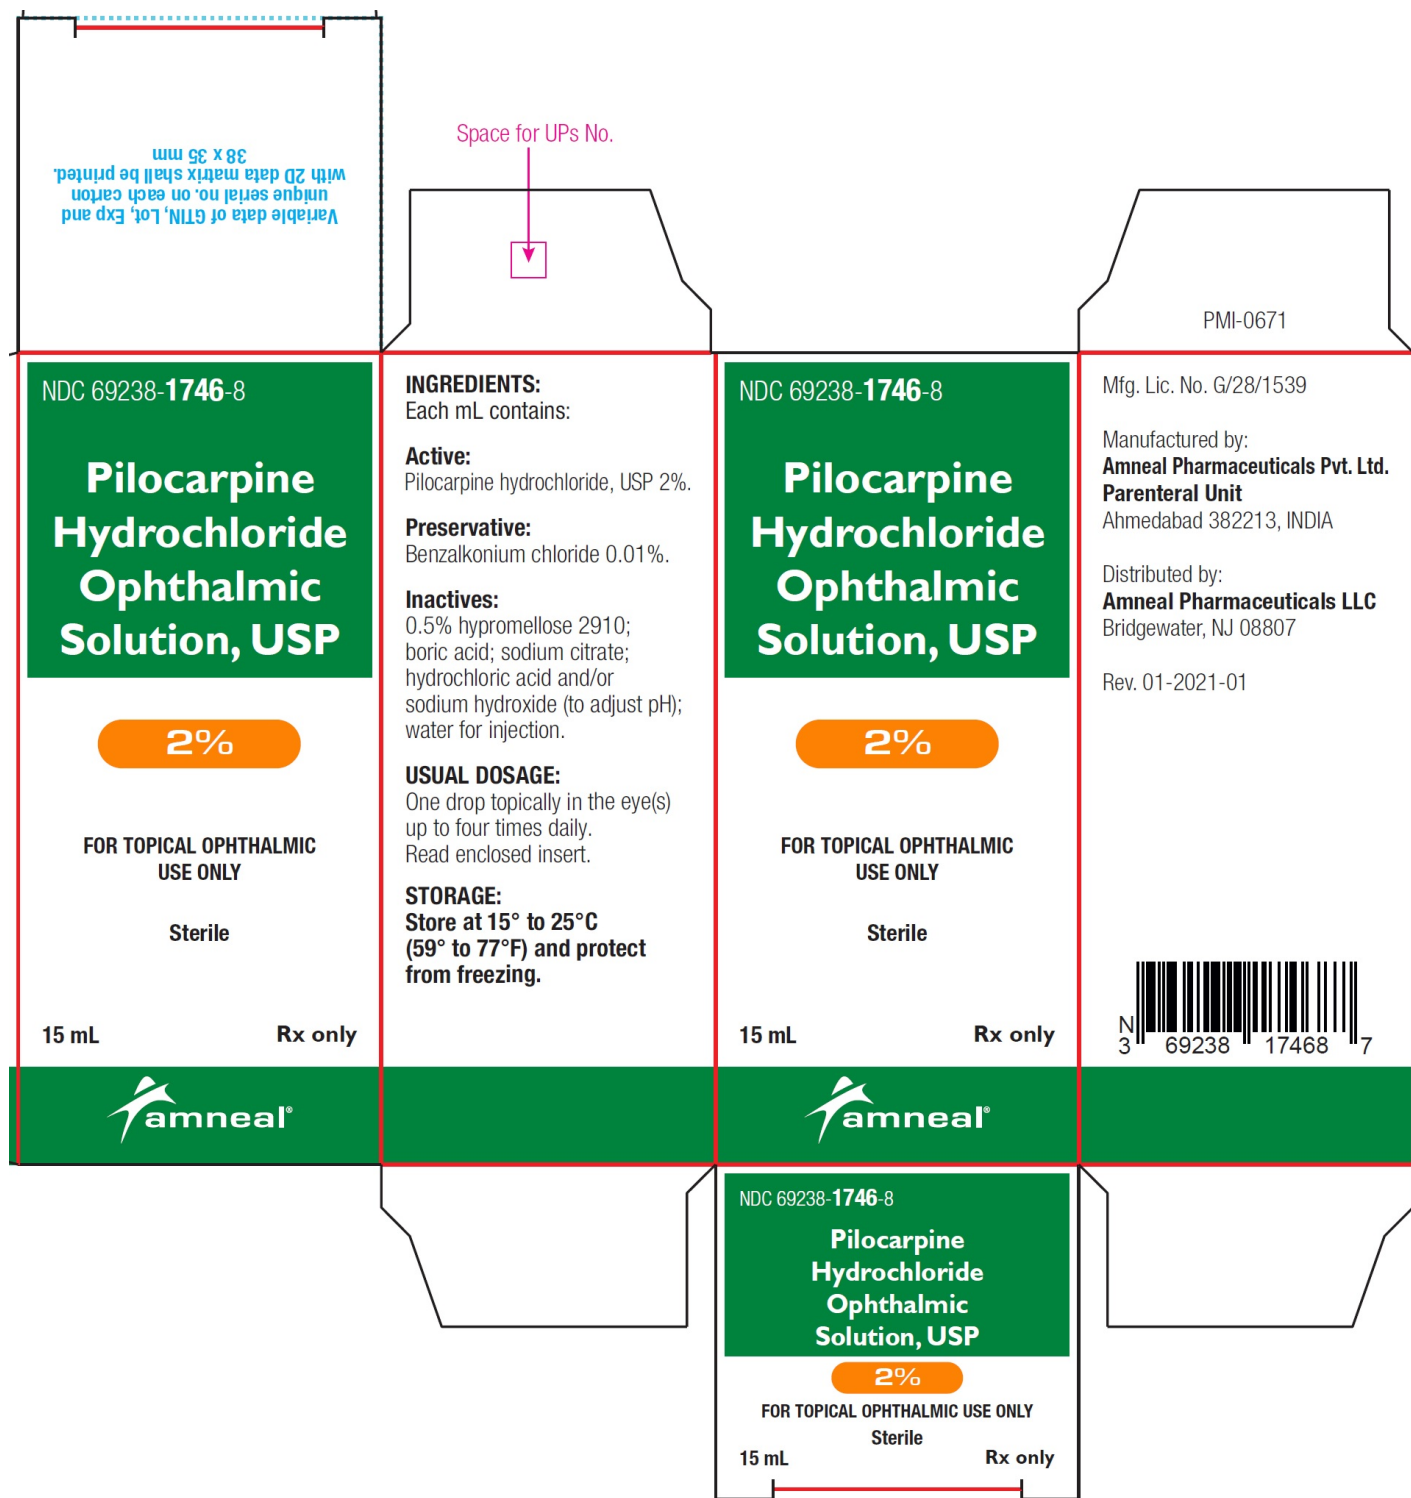 Variable data of GTIN, Lot, Exp and
unique serial no. on each carton
with 2D data matrix shall be printed.
38 x 35 mm
Space for UPs No.
PMI-0671
NDC 69238-1746-8
Pilocarpine
Hydrochloride
Ophthalmic
Solution, USP
2%
FOR TOPICAL OPHTHALMIC
USE ONLY
Sterile
15 mL
Rx only
amneal®
INGREDIENTS:
Each mL contains:
Active:
Pilocarpine hydrochloride, USP 2%.
Preservative:
Benzalkonium chloride 0.01%.
Inactives:
0.5% hypromellose 2910;
boric acid; sodium citrate;
hydrochloric acid and/or
sodium hydroxide (to adjust pH);
water for injection.
USUAL DOSAGE:
One drop topically in the eye(s)
up to four times daily.
Read enclosed insert.
STORAGE:
Store at 15° to 25°C
(59° to 77°F) and protect
from freezing.
NDC 69238-1746-8
Pilocarpine
Hydrochloride
Ophthalmic
Solution, USP
2%
FOR TOPICAL OPHTHALMIC
USE ONLY
Sterile
15 mL
Rx only
amneal®
Mfg. Lic. No. G/28/1539
Manufactured by:
Amneal Pharmaceuticals Pvt. Ltd.
Parenteral Unit
Ahmedabad 382213, INDIA
Distributed by:
Amneal Pharmaceuticals LLC
Bridgewater, NJ 08807
Rev. 01-2021-01
N
3 69238 17468 7
NDC 69238-1746-8
Pilocarpine
Hydrochloride
Ophthalmic
Solution, USP
2%
FOR TOPICAL OPHTHALMIC USE ONLY
Sterile
15 mL
Rx only